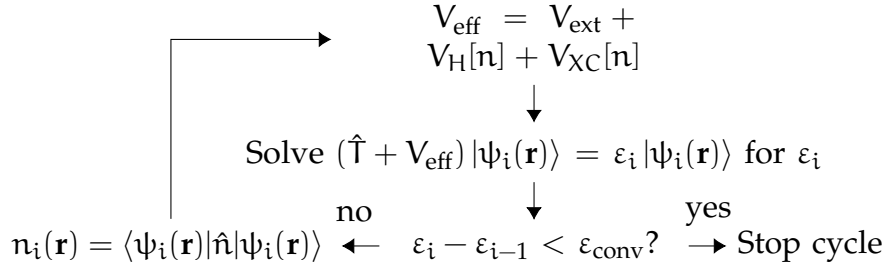 V_eff = V_ext +
V_H[n] + V_XC[n]
Solve (T̂ + V_eff) |ψ_i(𝐫)⟩ = ε_i |ψ_i(𝐫)⟩ for ε_i
no
yes
n_i(𝐫) = ⟨ψ_i(𝐫)|n̂|ψ_i(𝐫)⟩
ε_i − ε_{i−1} < ε_conv?
Stop cycle